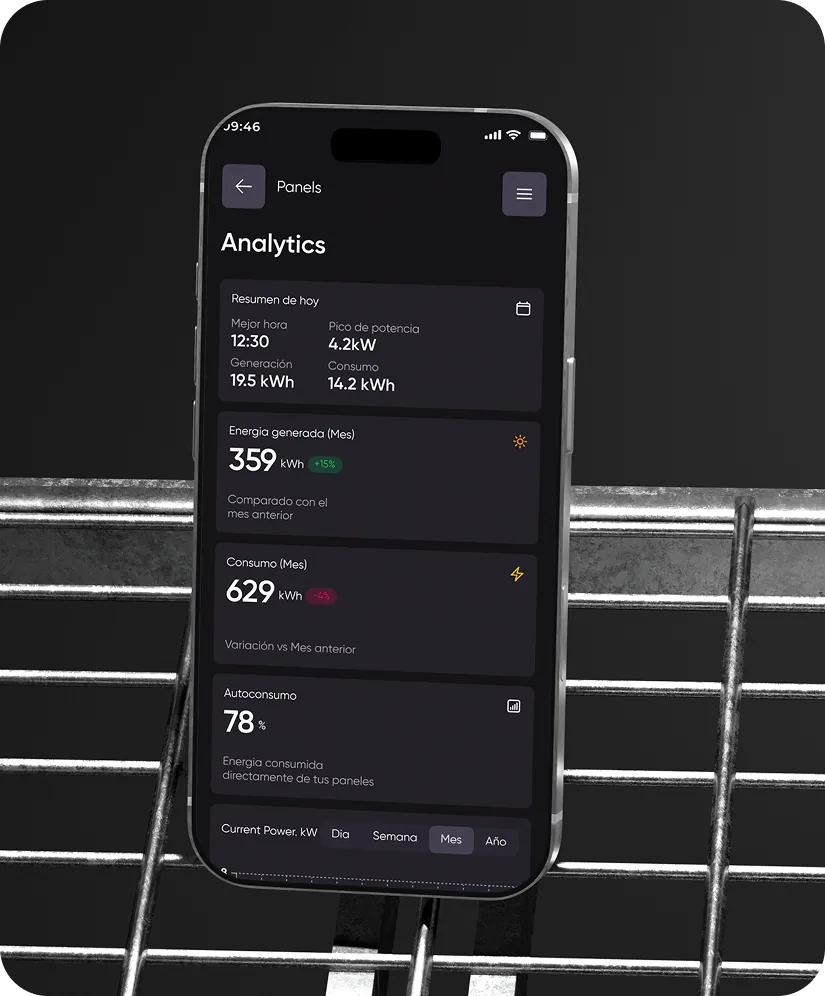 09:46
Panels
Analytics
Resumen de hoy
Mejor hora
Pico de potencia
12:30
4.2kW
Generación
Consumo
19.5 kWh
14.2 kWh
Energia generada (Mes)
359 kWh +15%
Comparado con el
mes anterior
Consumo (Mes)
629 kWh -4%
Variación vs Mes anterior
Autoconsumo
78 %
Energia consumida
directamente de tus paneles
Current Power. kW Dia Semana Mes Año
8